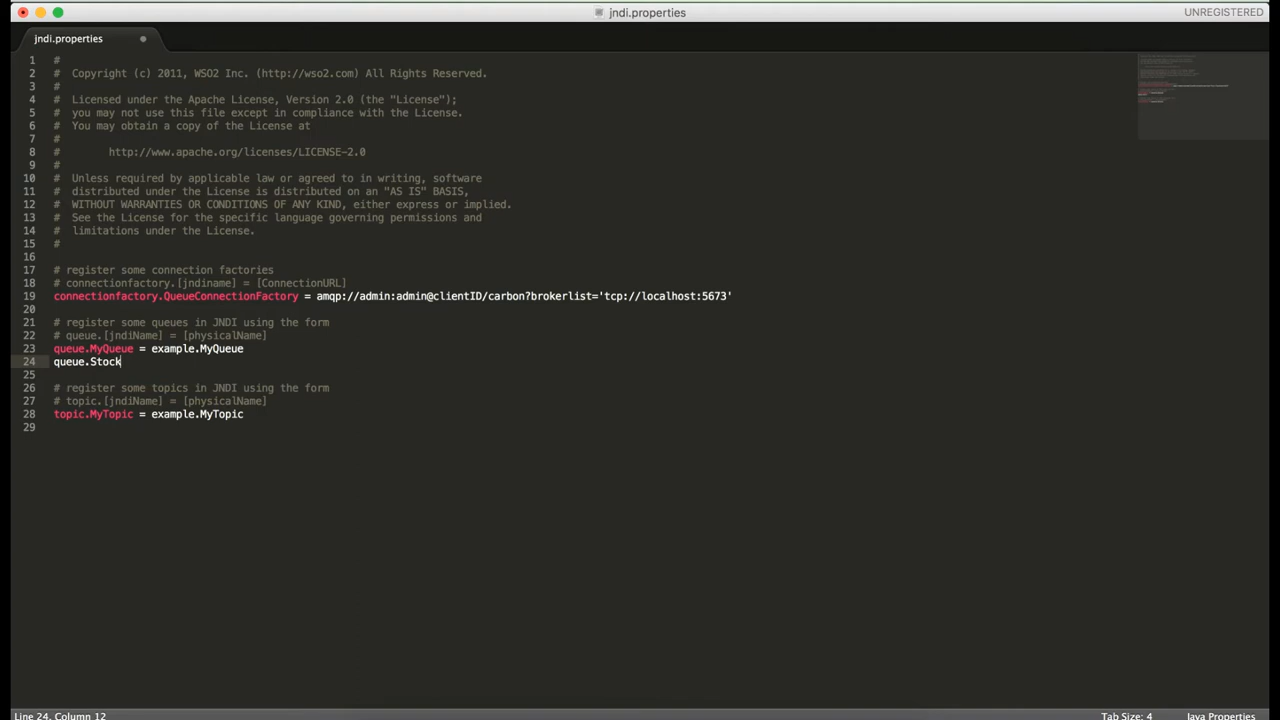 jndi.properties
UNREGISTERED
jndi.properties
1 #
2 # Copyright (c) 2011, WSO2 Inc. (http://wso2.com) All Rights Reserved.
3 #
4 # Licensed under the Apache License, Version 2.0 (the "License");
5 # you may not use this file except in compliance with the License.
6 # You may obtain a copy of the License at
7 #
8 # http://www.apache.org/licenses/LICENSE-2.0
9 #
10 # Unless required by applicable law or agreed to in writing, software
11 # distributed under the License is distributed on an "AS IS" BASIS,
12 # WITHOUT WARRANTIES OR CONDITIONS OF ANY KIND, either express or implied.
13 # See the License for the specific language governing permissions and
14 # limitations under the License.
15 #
16
17 # register some connection factories
18 # connectionfactory.[jndiname] = [ConnectionURL]
19 connectionfactory.QueueConnectionFactory = amqp://admin:admin@clientID/carbon?brokerlist='tcp://localhost:5673'
20
21 # register some queues in JNDI using the form
22 # queue.[jndiName] = [physicalName]
23 queue.MyQueue = example.MyQueue
24 queue.Stock
25
26 # register some topics in JNDI using the form
27 # topic.[jndiName] = [physicalName]
28 topic.MyTopic = example.MyTopic
29
Line 24, Column 12
Tab Size: 4
Java Properties